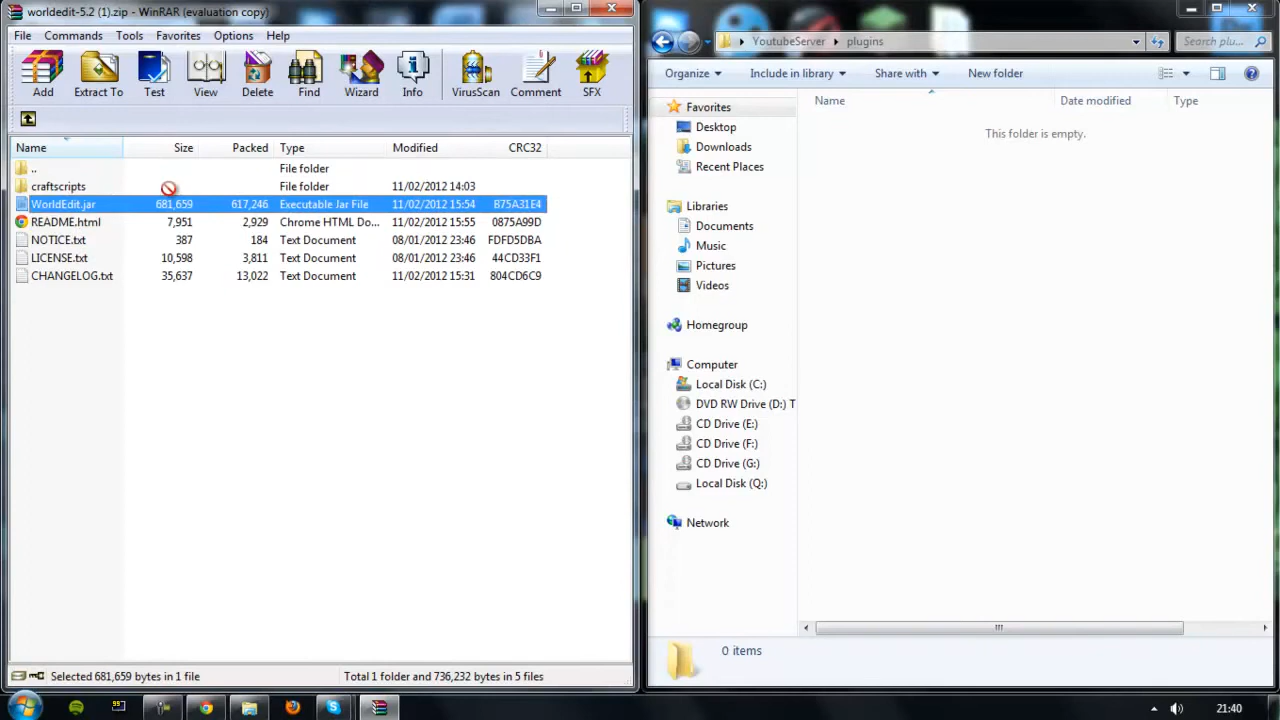 worldedit-5.2 (1).zip - WinRAR (evaluation copy)
File Commands Tools Favorites Options Help
Add Extract To Test View Delete Find Wizard Info VirusScan Comment SFX
Name Size Packed Type Modified CRC32
.. File folder
craftscripts File folder 11/02/2012 14:03
WorldEdit.jar 681,659 617,246 Executable Jar File 11/02/2012 15:54 B75A31E4
README.html 7,951 2,929 Chrome HTML Do... 11/02/2012 15:55 0875A99D
NOTICE.txt 387 184 Text Document 08/01/2012 23:46 FDFD5DBA
LICENSE.txt 10,598 3,811 Text Document 08/01/2012 23:46 44CD33F1
CHANGELOG.txt 35,637 13,022 Text Document 11/02/2012 15:31 804CD6C9
Selected 681,659 bytes in 1 file Total 1 folder and 736,232 bytes in 5 files
YoutubeServer plugins Search plu...
Organize Include in library Share with New folder
Name Date modified Type
This folder is empty.
Favorites
Desktop
Downloads
Recent Places
Libraries
Documents
Music
Pictures
Videos
Homegroup
Computer
Local Disk (C:)
DVD RW Drive (D:) T
CD Drive (E:)
CD Drive (F:)
CD Drive (G:)
Local Disk (Q:)
Network
0 items
21:40